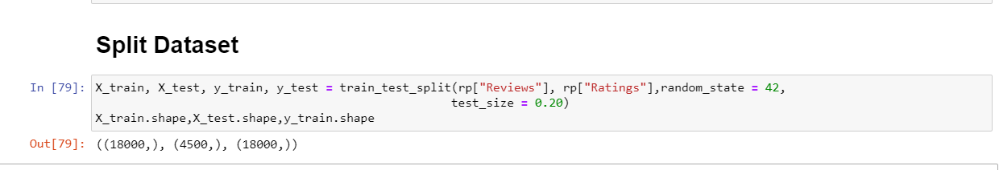 Split Dataset
In [79]: X_train, X_test, y_train, y_test = train_test_split(rp["Reviews"], rp["Ratings"],random_state = 42,
test_size = 0.20)
X_train.shape,X_test.shape,y_train.shape
Out[79]: ((18000,), (4500,), (18000,))